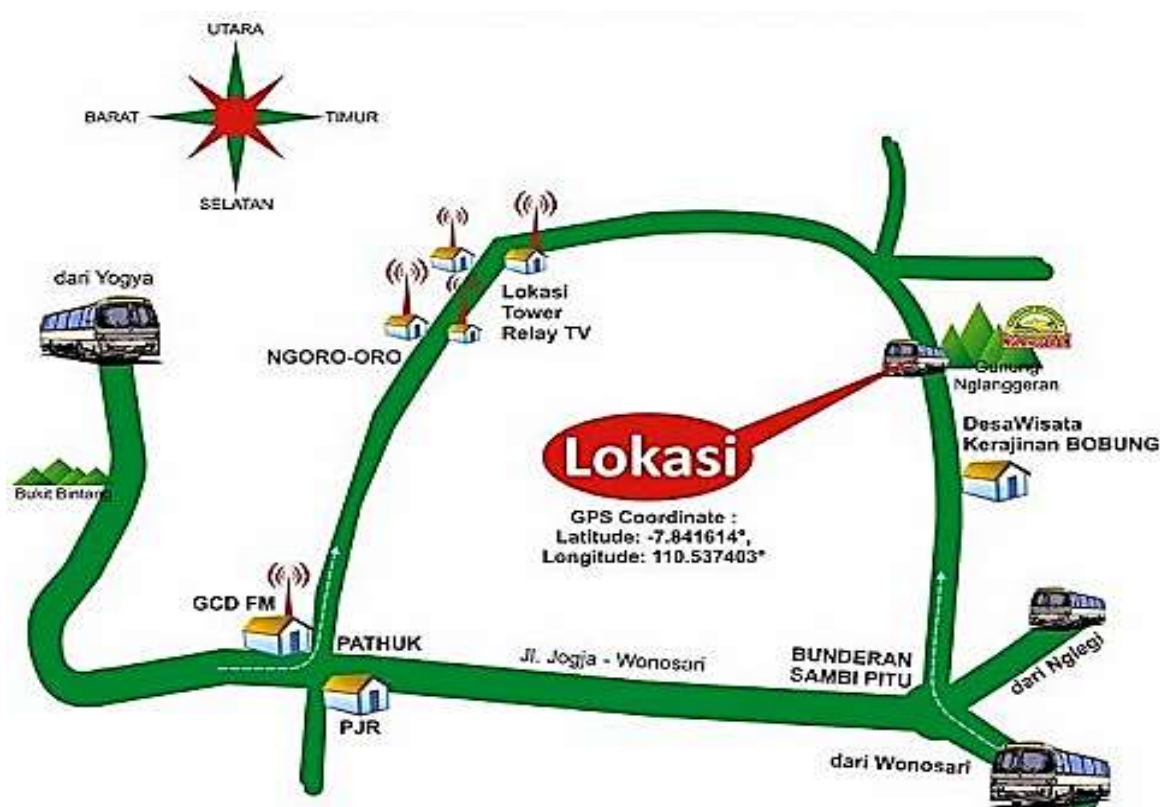 UTARA
BARAT
TIMUR
SELATAN
dari Yogya
Lokasi
Tower
Relay TV
NGORO-ORO
Gunung
Nglanggeran
Lokasi
DesaWisata
Kerajinan BOBUNG
Bukit Bintang
GPS Coordinate :
Latitude: -7.841614°,
Longitude: 110.537403°
GCD FM
PATHUK
Jl. Jogja - Wonosari
BUNDERAN
SAMBI PITU
dari Nglegi
PJR
dari Wonosari